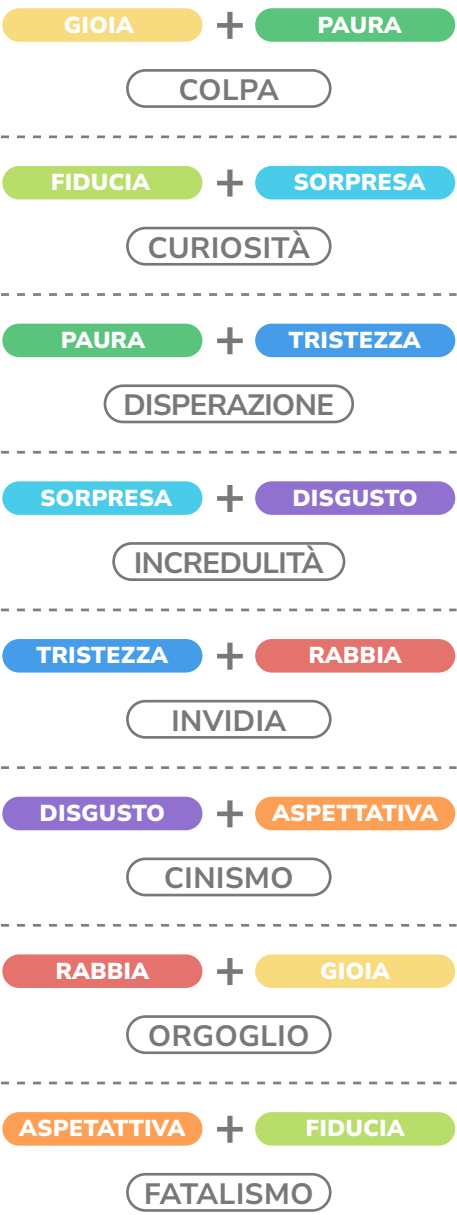 GIOIA + PAURA
COLPA
FIDUCIA + SORPRESA
CURIOSITÀ
PAURA + TRISTEZZA
DISPERAZIONE
SORPRESA + DISGUSTO
INCREDULITÀ
TRISTEZZA + RABBIA
INVIDIA
DISGUSTO + ASPETTATIVA
CINISMO
RABBIA + GIOIA
ORGOGLIO
ASPETATTIVA + FIDUCIA
FATALISMO